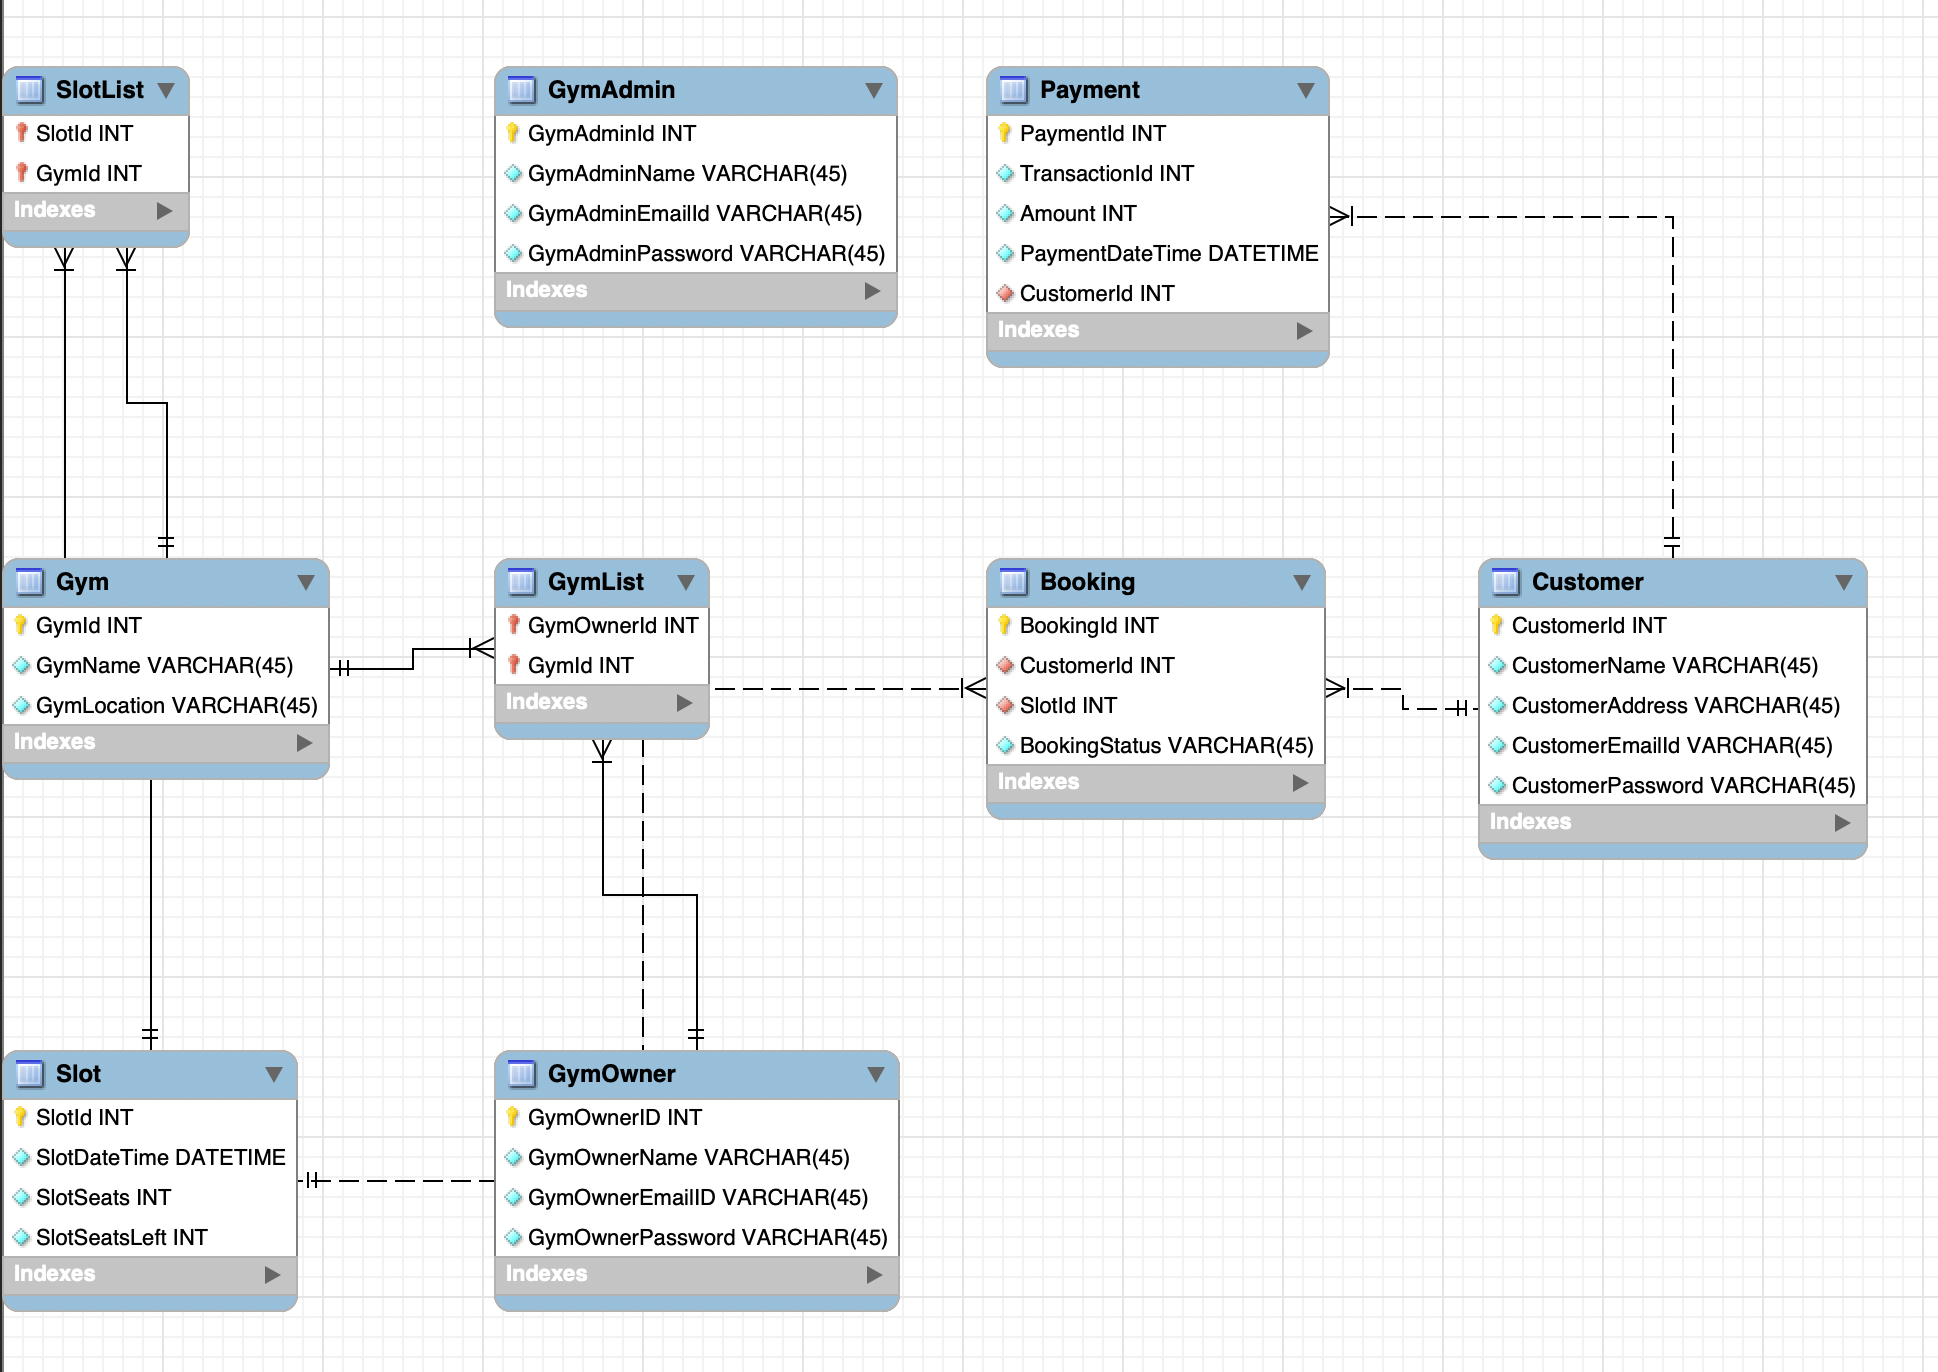 SlotList
SlotId INT
GymId INT
Indexes
GymAdmin
GymAdminId INT
GymAdminName VARCHAR(45)
GymAdminEmailId VARCHAR(45)
GymAdminPassword VARCHAR(45)
Indexes
Payment
PaymentId INT
TransactionId INT
Amount INT
PaymentDateTime DATETIME
CustomerId INT
Indexes
Gym
GymId INT
GymName VARCHAR(45)
GymLocation VARCHAR(45)
Indexes
GymList
GymOwnerId INT
GymId INT
Indexes
Booking
BookingId INT
CustomerId INT
SlotId INT
BookingStatus VARCHAR(45)
Indexes
Customer
CustomerId INT
CustomerName VARCHAR(45)
CustomerAddress VARCHAR(45)
CustomerEmailId VARCHAR(45)
CustomerPassword VARCHAR(45)
Indexes
Slot
SlotId INT
SlotDateTime DATETIME
SlotSeats INT
SlotSeatsLeft INT
Indexes
GymOwner
GymOwnerID INT
GymOwnerName VARCHAR(45)
GymOwnerEmailID VARCHAR(45)
GymOwnerPassword VARCHAR(45)
Indexes